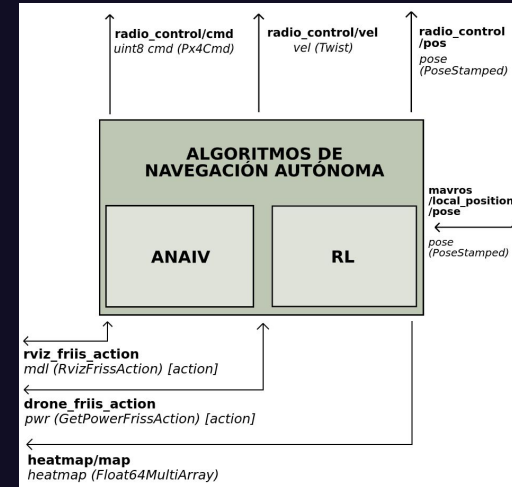 radio_control/cmd
uint8 cmd (Px4Cmd)
radio_control/vel
vel (Twist)
radio_control
/pos
pose
(PoseStamped)
ALGORITMOS DE
NAVEGACIÓN AUTÓNOMA
ANAIV
RL
mavros
/local_position
/pose
pose
(PoseStamped)
rviz_friis_action
mdl (RvizFrissAction) [action]
drone_friis_action
pwr (GetPowerFrissAction) [action]
heatmap/map
heatmap (Float64MultiArray)